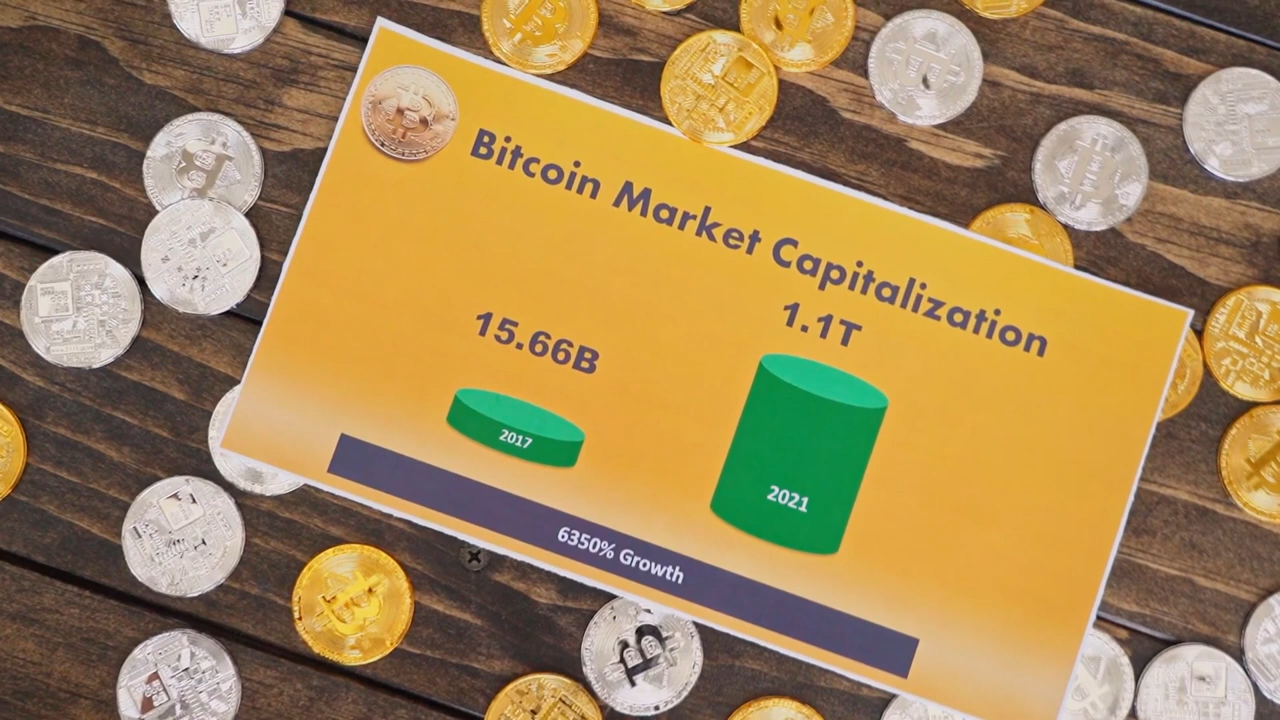 Bitcoin Market Capitalization
15.66B
1.1T
2017
2021
6350% Growth